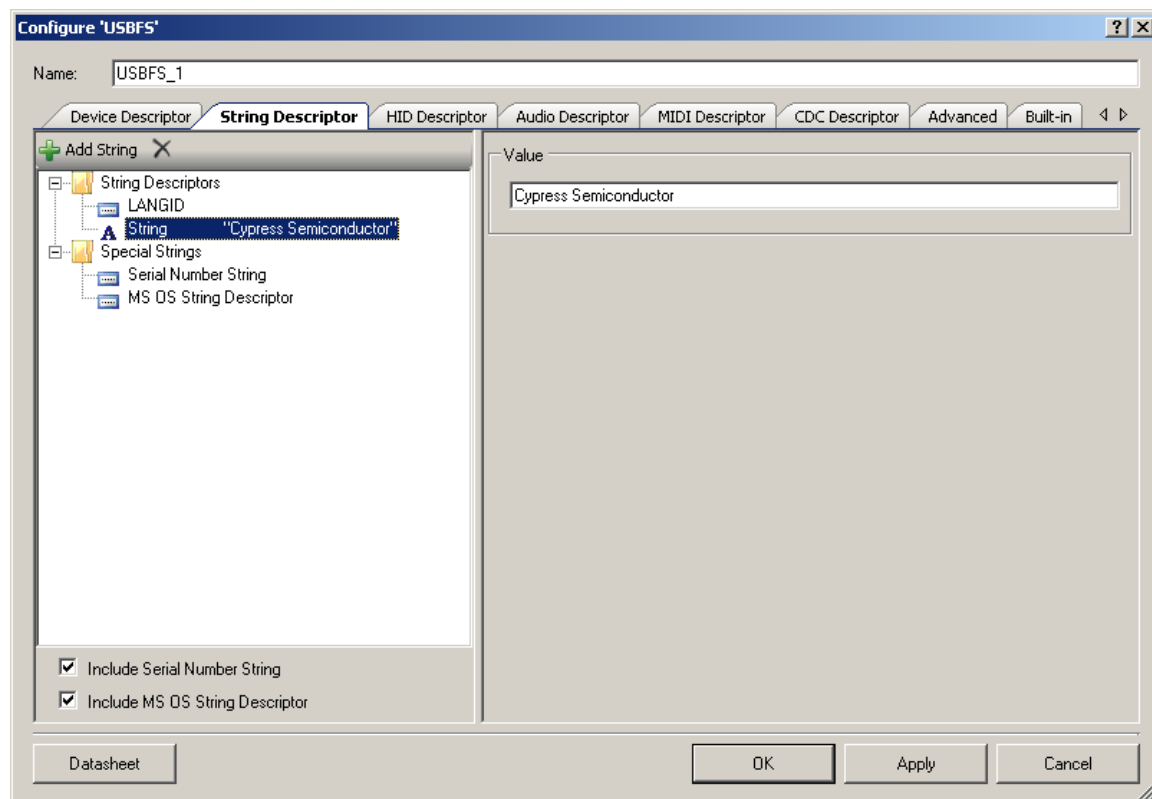 Configure 'USBFS'
Name: USBFS_1
Device Descriptor String Descriptor HID Descriptor Audio Descriptor MIDI Descriptor CDC Descriptor Advanced Built-in
Add String
String Descriptors
LANGID
String "Cypress Semiconductor"
Special Strings
Serial Number String
MS OS String Descriptor
Value
Cypress Semiconductor
Include Serial Number String
Include MS OS String Descriptor
Datasheet OK Apply Cancel